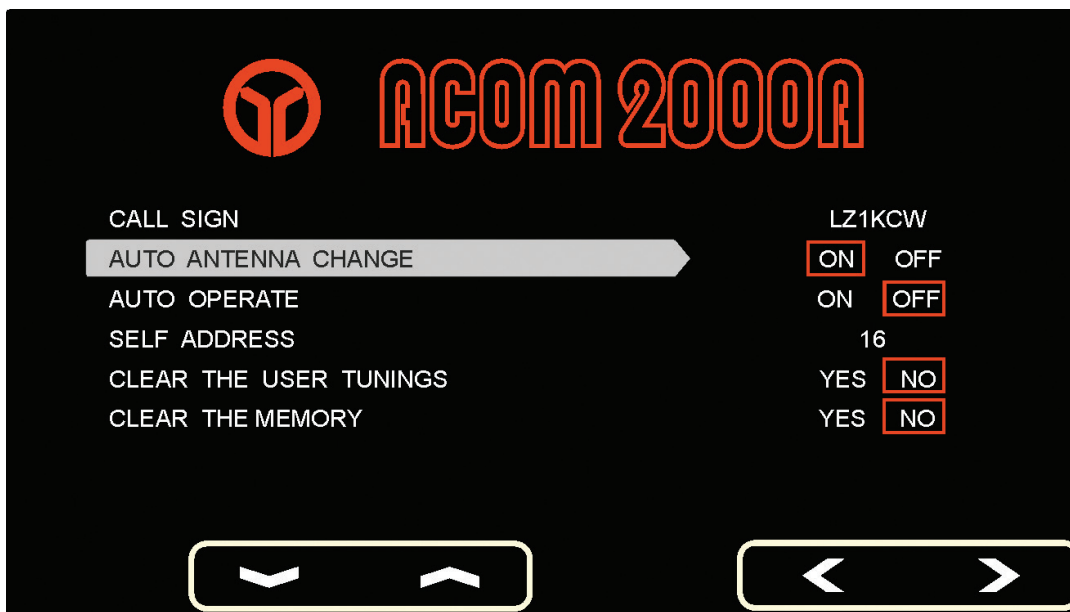 ACOM 2000A
CALL SIGN LZ1KCW
AUTO ANTENNA CHANGE ON OFF
AUTO OPERATE ON OFF
SELF ADDRESS 16
CLEAR THE USER TUNINGS YES NO
CLEAR THE MEMORY YES NO